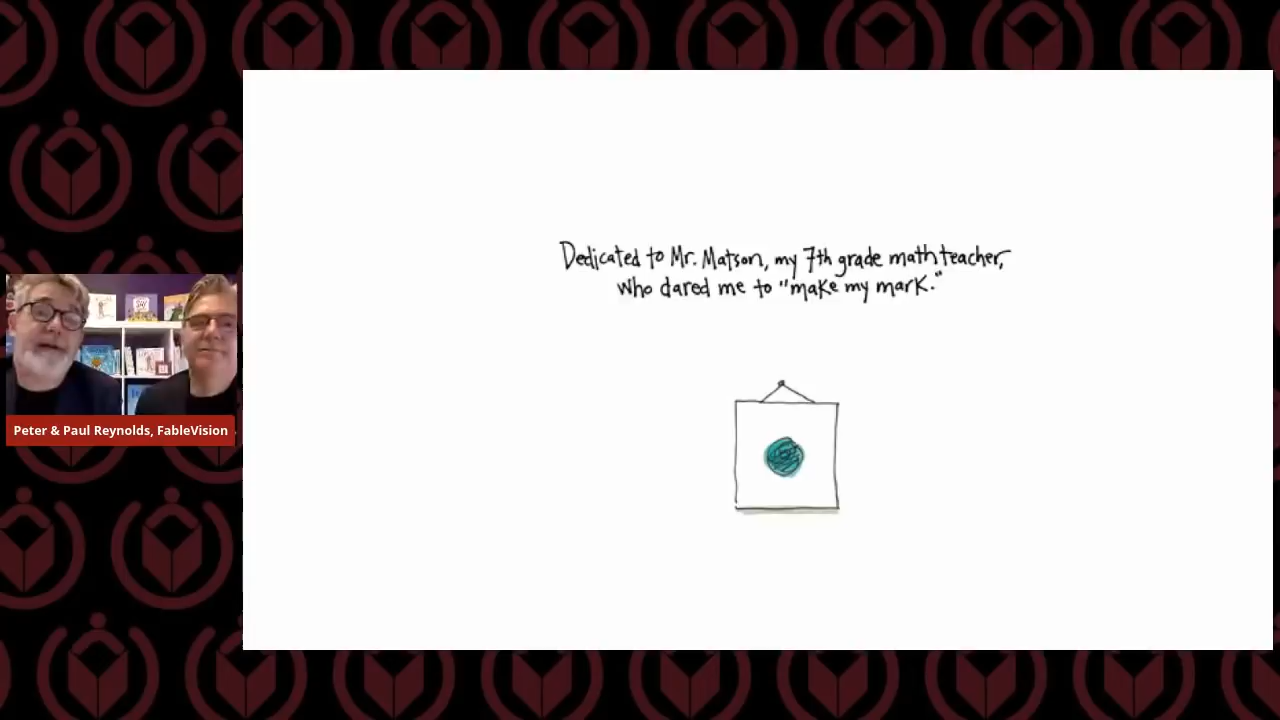 Dedicated to Mr. Matson, my 7th grade math teacher,
who dared me to "make my mark."
Peter & Paul Reynolds, FableVision